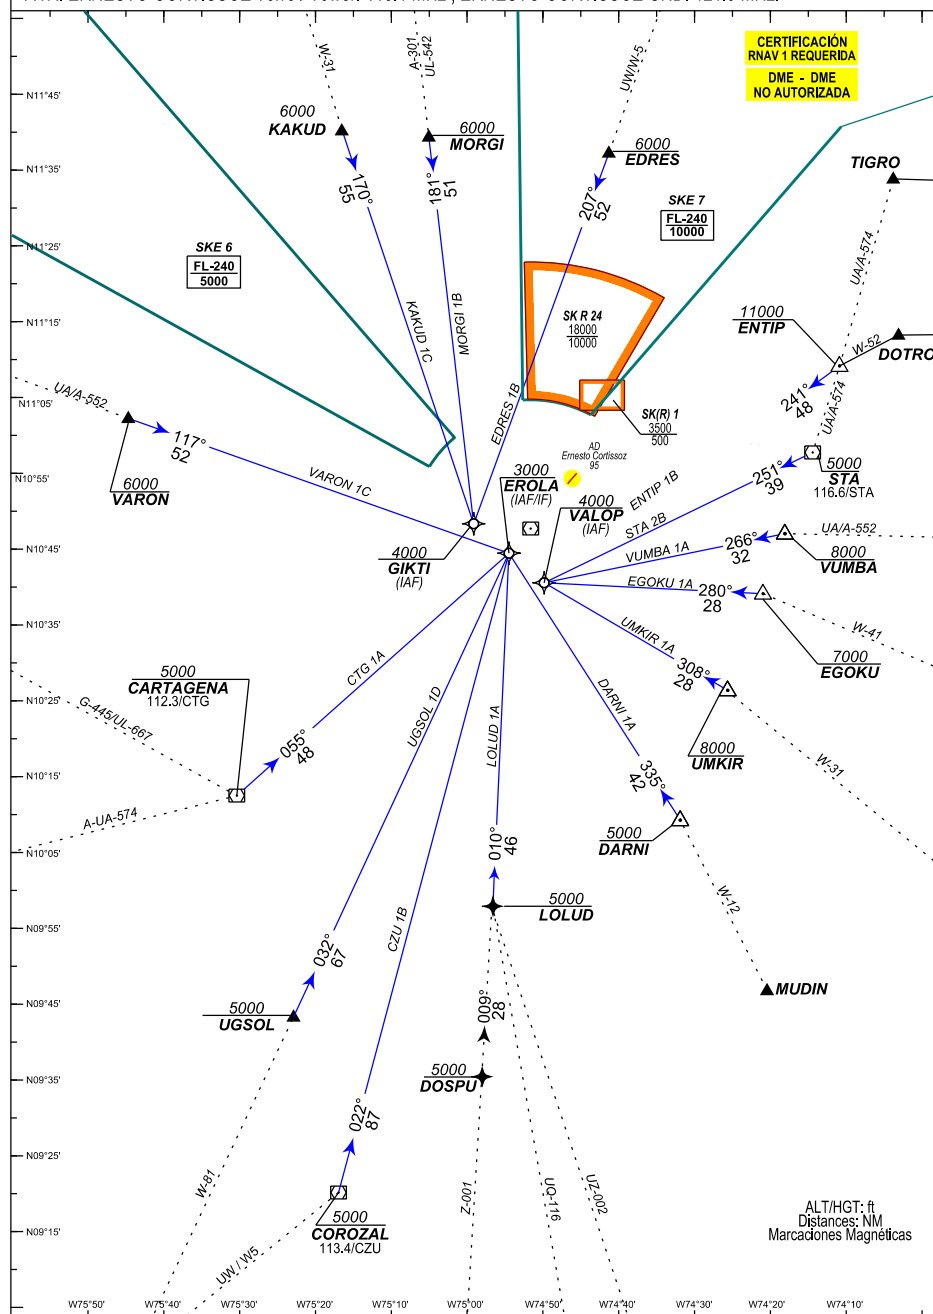 CERTIFICACIÓN
RNAV 1 REQUERIDA
DME - DME
NO AUTORIZADA
W-31
A-301
UL-542
UW/W-5
N11°45'
6000
KAKUD
6000
MORGI
6000
EDRES
TIGRO
N11°35'
170°
55
181°
51
207°
52
SKE 7
FL-240
10000
SKE 6
FL-240
5000
N11°25'
UA/A-574
N11°15'
KAKUD 1C
MORGI 1B
SK R 24
18000
10000
11000
ENTIP
W-52
DOTRO
N11°05'
UA/A-552
EDRES 1B
241°
48
UA/A-574
SK(R) 1
3500
500
117°
52
AD
Ernesto Cortissoz
95
N10°55'
6000
VARON
VARON 1C
3000
EROLA
(IAF/IF)
4000
VALOP
(IAF)
ENTIP 1B
STA 2B
251°
39
5000
STA
116.6/STA
N10°45'
4000
GIKTI
(IAF)
VUMBA 1A
266°
32
UA/A-552
8000
VUMBA
EGOKU 1A
280°
28
N10°35'
UMKIR 1A
W-41
7000
EGOKU
5000
CARTAGENA
112.3/CTG
CTG 1A
308°
28
N10°25'
G-445/UL-667
UGSOL 1D
LOLUD 1A
DARNI 1A
055°
48
8000
UMKIR
W-31
N10°15'
335°
42
A-UA-574
5000
DARNI
N10°05'
010°
46
W-12
CZU 1B
5000
LOLUD
N09°55'
032°
67
MUDIN
N09°45'
5000
UGSOL
009°
28
5000
DOSPU
N09°35'
022°
87
N09°25'
W-81
Z-001
UQ-116
UZ-002
5000
COROZAL
113.4/CZU
N09°15'
UW / W5
ALT/HGT: ft
Distances: NM
Marcaciones Magnéticas
W75°50' W75°40' W75°30' W75°20' W75°10' W75°00' W74°50' W74°40' W74°30' W74°20' W74°10'